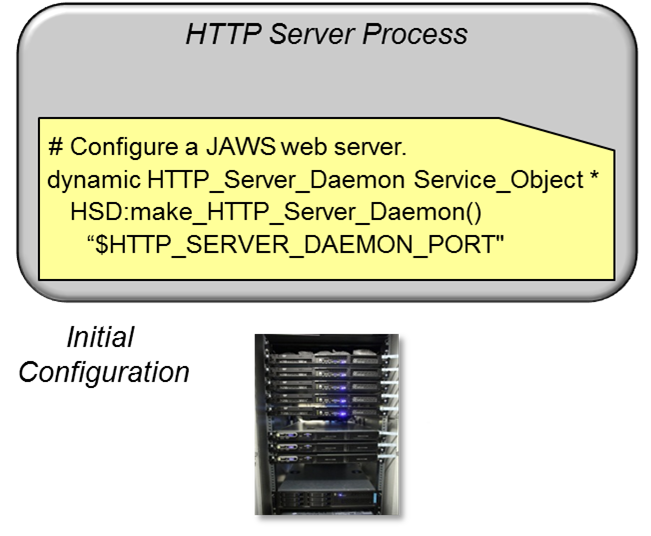 HTTP Server Process
# Configure a JAWS web server.
dynamic HTTP_Server_Daemon Service_Object *
HSD:make_HTTP_Server_Daemon()
“$HTTP_SERVER_DAEMON_PORT"
Initial
Configuration